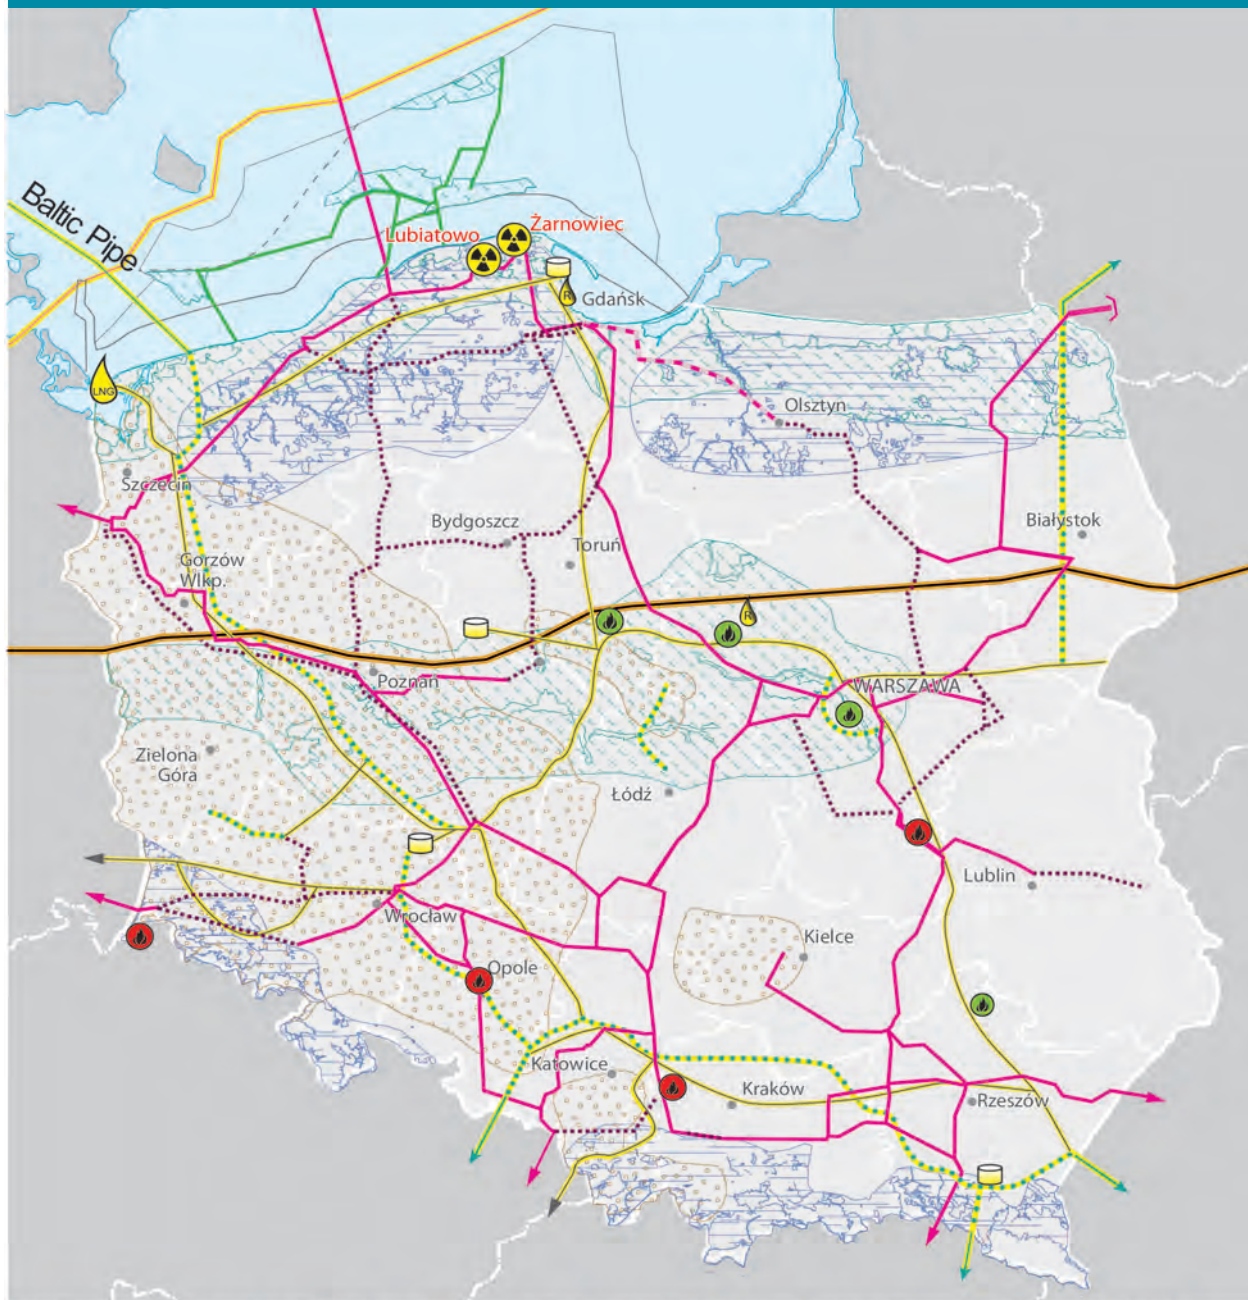 Baltic Pipe
Lubiatowo
Żarnowiec
R
Gdańsk
LNG
Olsztyn
Szczecin
Bydgoszcz
Toruń
Białystok
Gorzów
Wlkp.
R
Poznań
WARSZAWA
Zielona
Góra
Łódź
Lublin
Wrocław
Kielce
Opole
Katowice
Kraków
Rzeszów